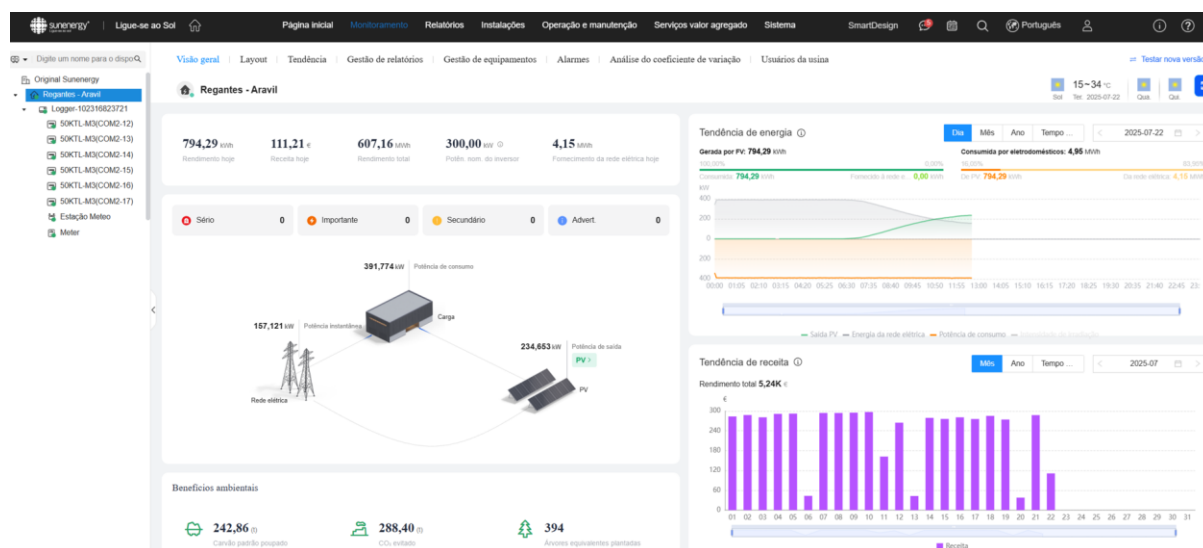 sunenergy Ligue-se ao Sol Página inicial Monitoramento Relatórios Instalações Operação e manutenção Serviços valor agregado Sistema SmartDesign Português
Digite um nome para o dispo
Original Sunenergy
Regantes - Aravil
Logger-102316823721
50KTL-M3(COM2-12)
50KTL-M3(COM2-13)
50KTL-M3(COM2-14)
50KTL-M3(COM2-15)
50KTL-M3(COM2-16)
50KTL-M3(COM2-17)
Estação Meteo
Meter
Visão geral Layout Tendência Gestão de relatórios Gestão de equipamentos Alarmes Análise do coeficiente de variação Usuários da usina Testar nova versão
Regantes - Aravil
15~34 °C
Sol Ter. 2025-07-22 Qua. Qui.
794,29 kWh 111,21 € 607,16 MWh 300,00 kW 4,15 MWh
Rendimento hoje Receita hoje Rendimento total Potên. nom. do inversor Fornecimento da rede elétrica hoje
Sério 0 Importante 0 Secundário 0 Advert. 0
391,774 kW Potência de consumo
Carga
157,121 kW Potência instantânea
Rede elétrica
234,653 kW Potência de saída
PV >
PV
Benefícios ambientais
242,86 (t) 288,40 (t) 394
Carvão padrão poupado CO₂ evitado Árvores equivalentes plantadas
Tendência de energia Dia Mês Ano Tempo ... < 2025-07-22 >
Gerada por PV: 794,29 kWh Consumida por eletrodomésticos: 4,95 MWh
100,00% 0,00% 16,05% 83,95%
Consumida: 794,29 kWh Fornecido à rede e... 0,00 kWh De PV: 794,29 kWh Da rede elétrica: 4,15 MWh
kW
400
200
0
200
400
00:00 01:05 02:10 03:15 04:20 05:25 06:30 07:35 08:40 09:45 10:50 11:55 13:00 14:05 15:10 16:15 17:20 18:25 19:30 20:35 21:40 22:45 23:
Saída PV Energia da rede elétrica Potência de consumo Intensidade de irradiação
Tendência de receita Mês Ano Tempo ... < 2025-07 >
Rendimento total 5,24K €
€
300
240
180
120
60
0
01 02 03 04 05 06 07 08 09 10 11 12 13 14 15 16 17 18 19 20 21 22 23 24 25 26 27 28 29 30 31
Receita